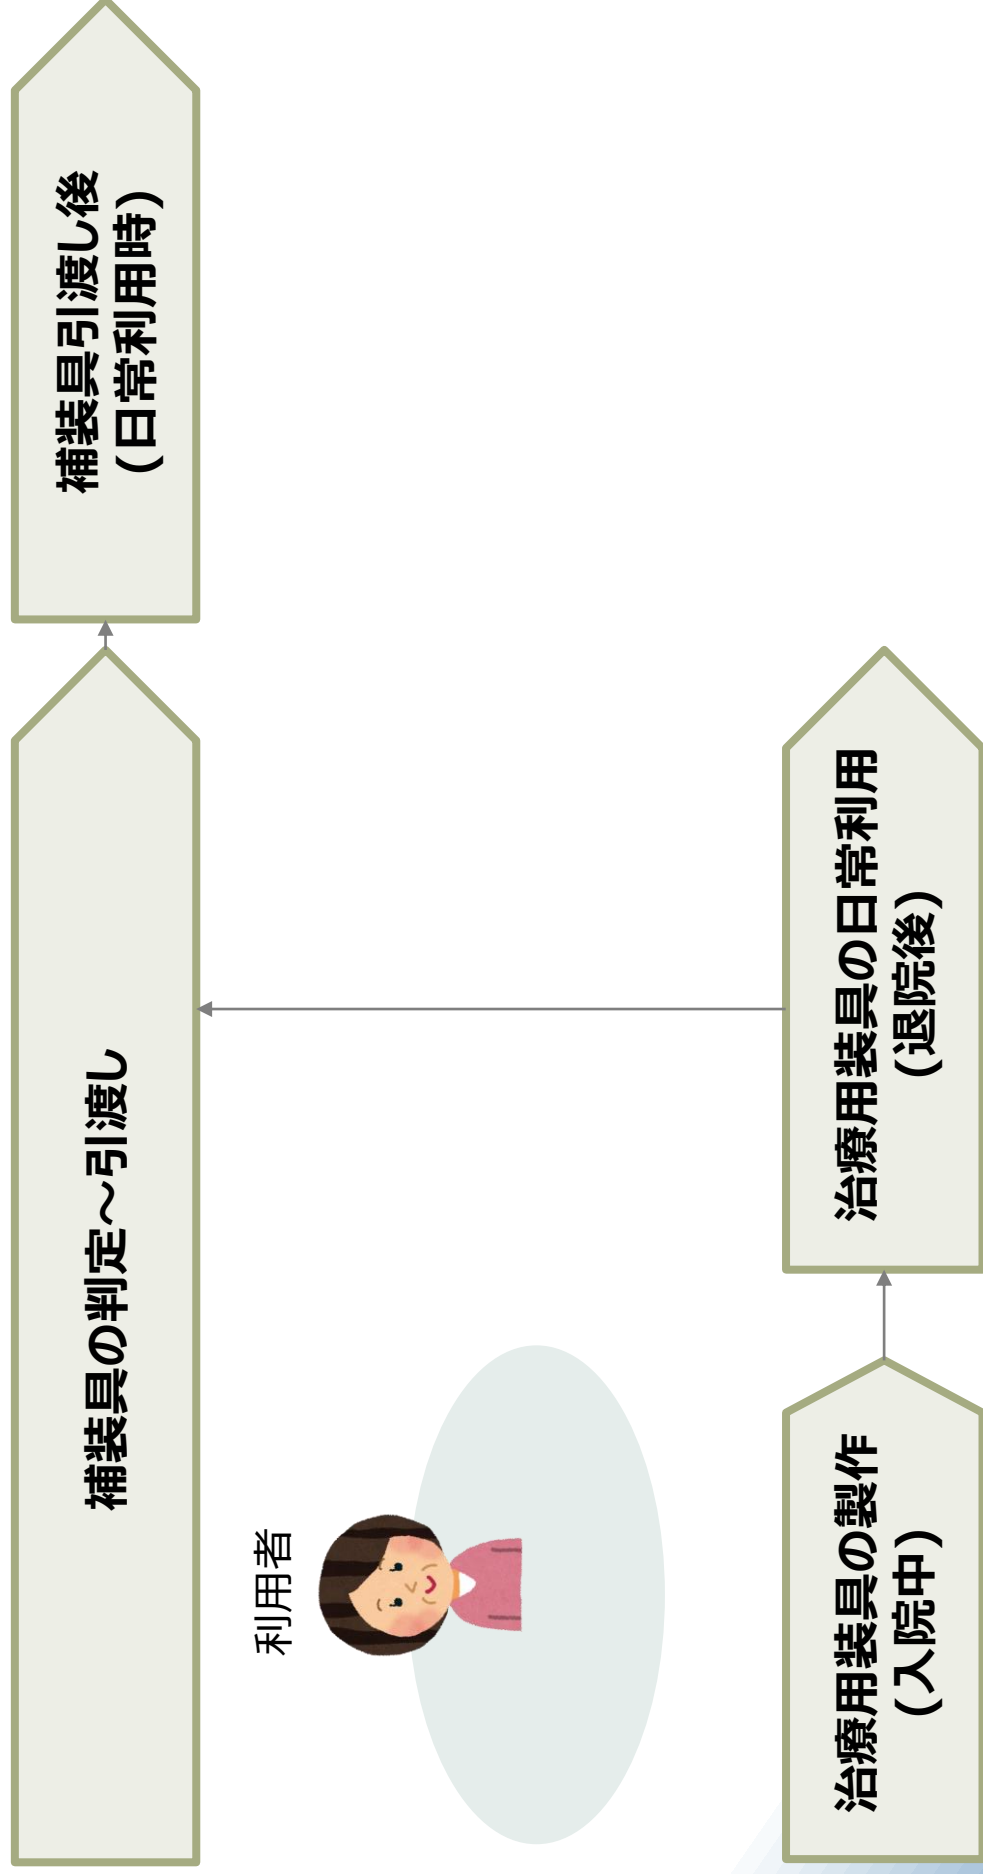 補装具の判定～引渡し
補装具引渡し後
(日常利用時)
利用者
治療用装具の製作
(入院中)
治療用装具の日常利用
(退院後)